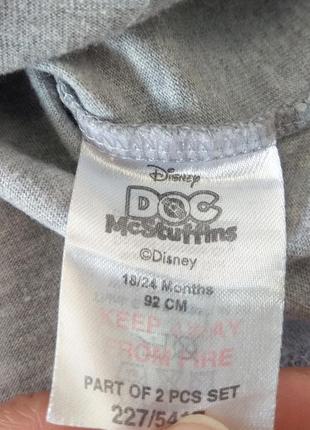 Disney
DOC
McStuffins
©Disney
18/24 Months
92 CM
KEEP AWAY
FROM FIRE
PART OF 2 PCS SET